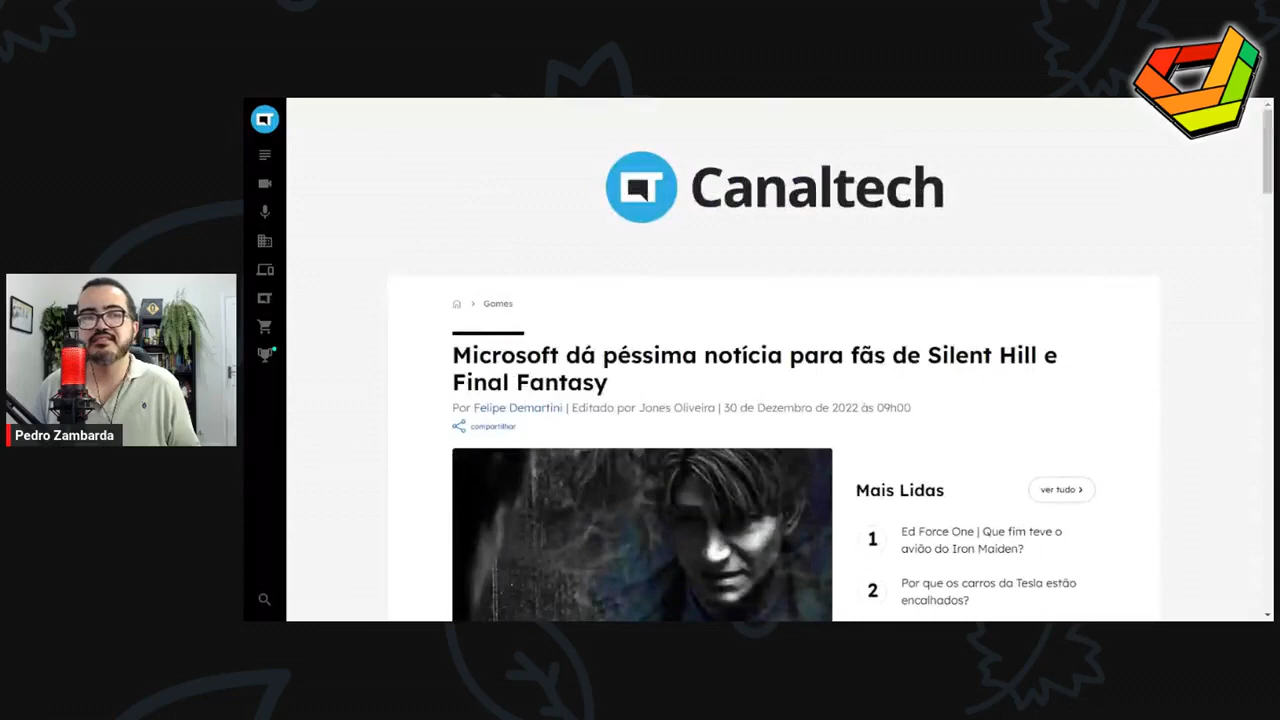 Canaltech
Games
Microsoft dá péssima notícia para fãs de Silent Hill e
Final Fantasy
Por Felipe Demartini | Editado por Jones Oliveira | 30 de Dezembro de 2022 às 09h00
compartilhar
Mais Lidas
ver tudo
1
Ed Force One | Que fim teve o
avião do Iron Maiden?
2
Por que os carros da Tesla estão
encalhados?
Pedro Zambarda